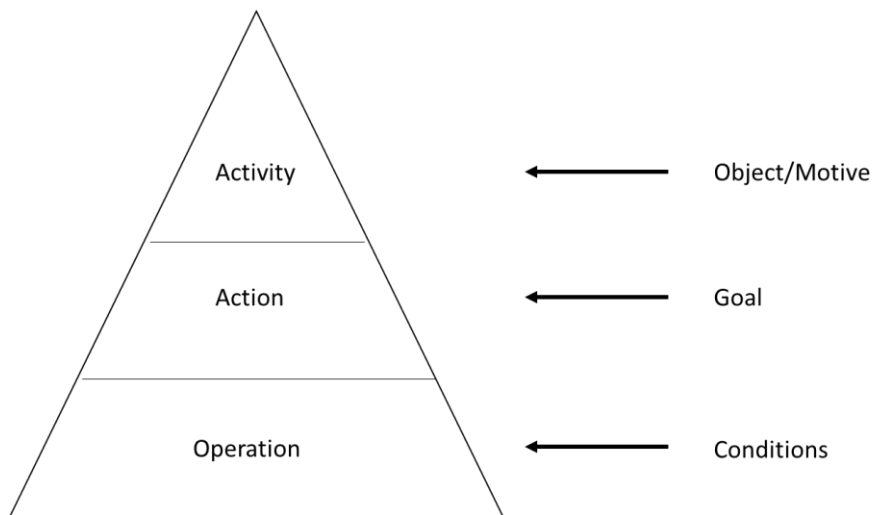 Activity
Object/Motive
Action
Goal
Operation
Conditions